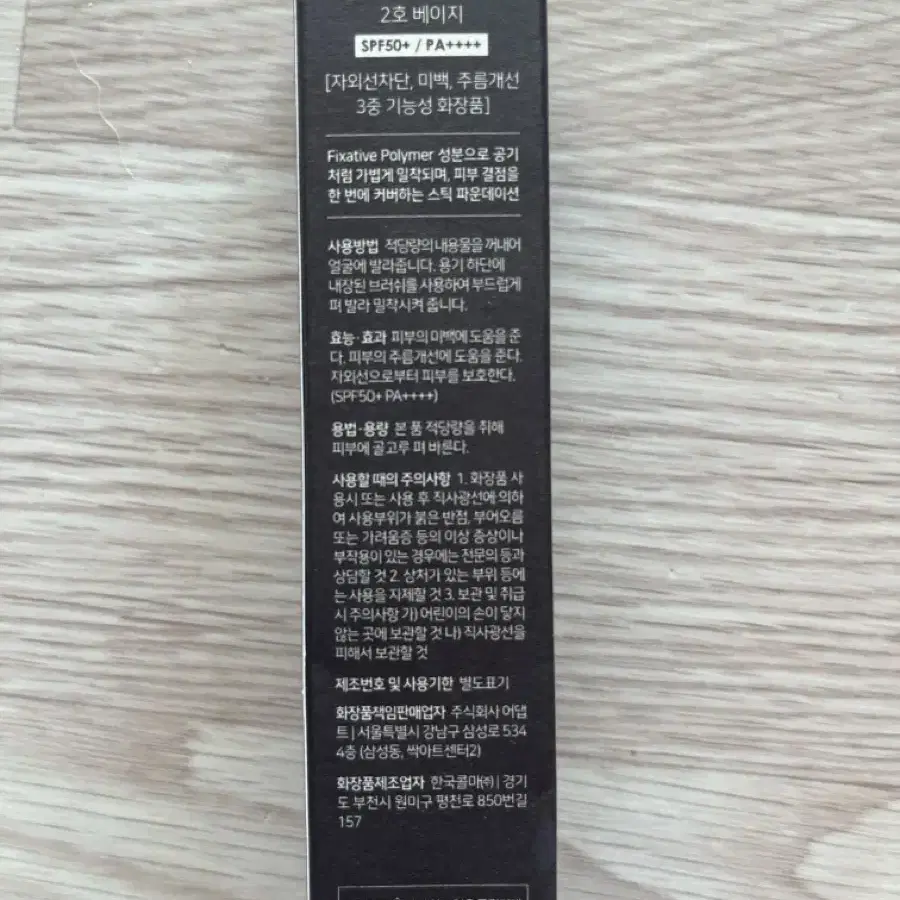 2호 베이지
SPF50+ / PA++++
[자외선차단, 미백, 주름개선
3중 기능성 화장품]
Fixative Polymer 성분으로 공기
처럼 가볍게 밀착되며, 피부 결점을
한 번에 커버하는 스틱 파운데이션
사용방법 적당량의 내용물을 꺼내어
얼굴에 발라줍니다. 용기 하단에
내장된 브러쉬를 사용하여 부드럽게
펴 발라 밀착시켜 줍니다.
효능·효과 피부의 미백에 도움을 준
다. 피부의 주름개선에 도움을 준다.
자외선으로부터 피부를 보호한다.
(SPF50+ PA++++)
용법·용량 본 품 적당량을 취해
피부에 골고루 펴 바른다.
사용할 때의 주의사항 1. 화장품 사
용시 또는 사용 후 직사광선에 의하
여 사용부위가 붉은 반점, 부어오름
또는 가려움증 등의 이상 증상이나
부작용이 있는 경우에는 전문의 등과
상담할 것 2. 상처가 있는 부위 등에
는 사용을 자제할 것 3. 보관 및 취급
시 주의사항 가) 어린이의 손이 닿지
않는 곳에 보관할 것 나) 직사광선을
피해서 보관할 것
제조번호 및 사용기한 별도표기
화장품책임판매업자 주식회사 어댑
트 | 서울특별시 강남구 삼성로 534
4층 (삼성동, 싹아트센터2)
화장품제조업자 한국콜마㈜ | 경기
도 부천시 원미구 평천로 850번길
157